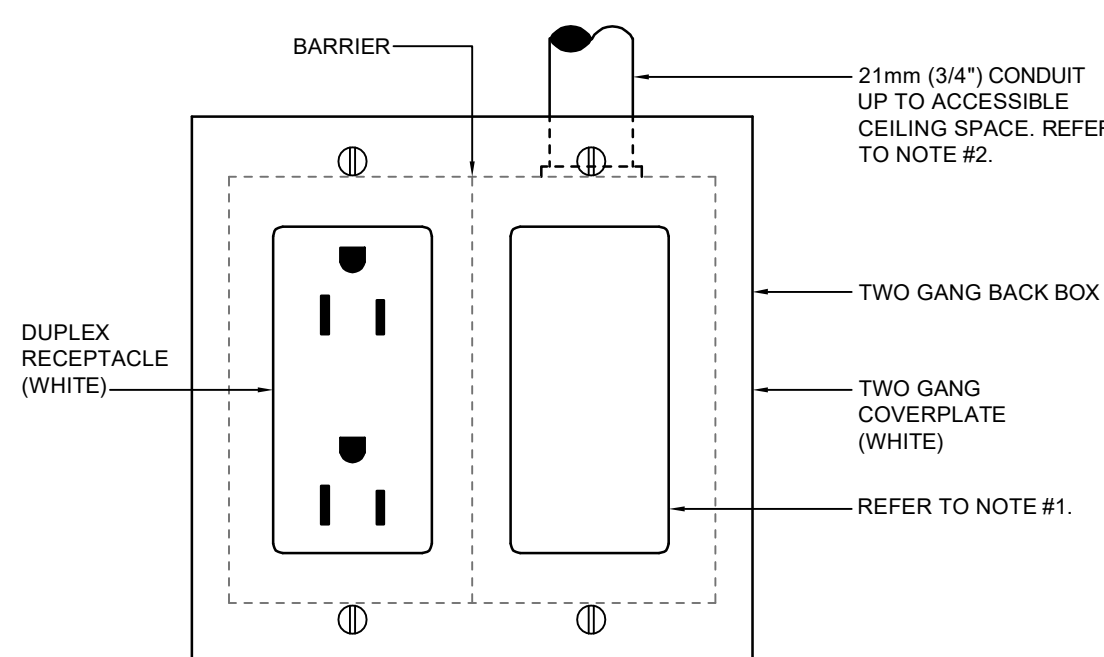 BARRIER
21mm (3/4") CONDUIT
UP TO ACCESSIBLE
CEILING SPACE. REFER
TO NOTE #2.
TWO GANG BACK BOX
DUPLEX
RECEPTACLE
(WHITE)
TWO GANG
COVERPLATE
(WHITE)
REFER TO NOTE #1.